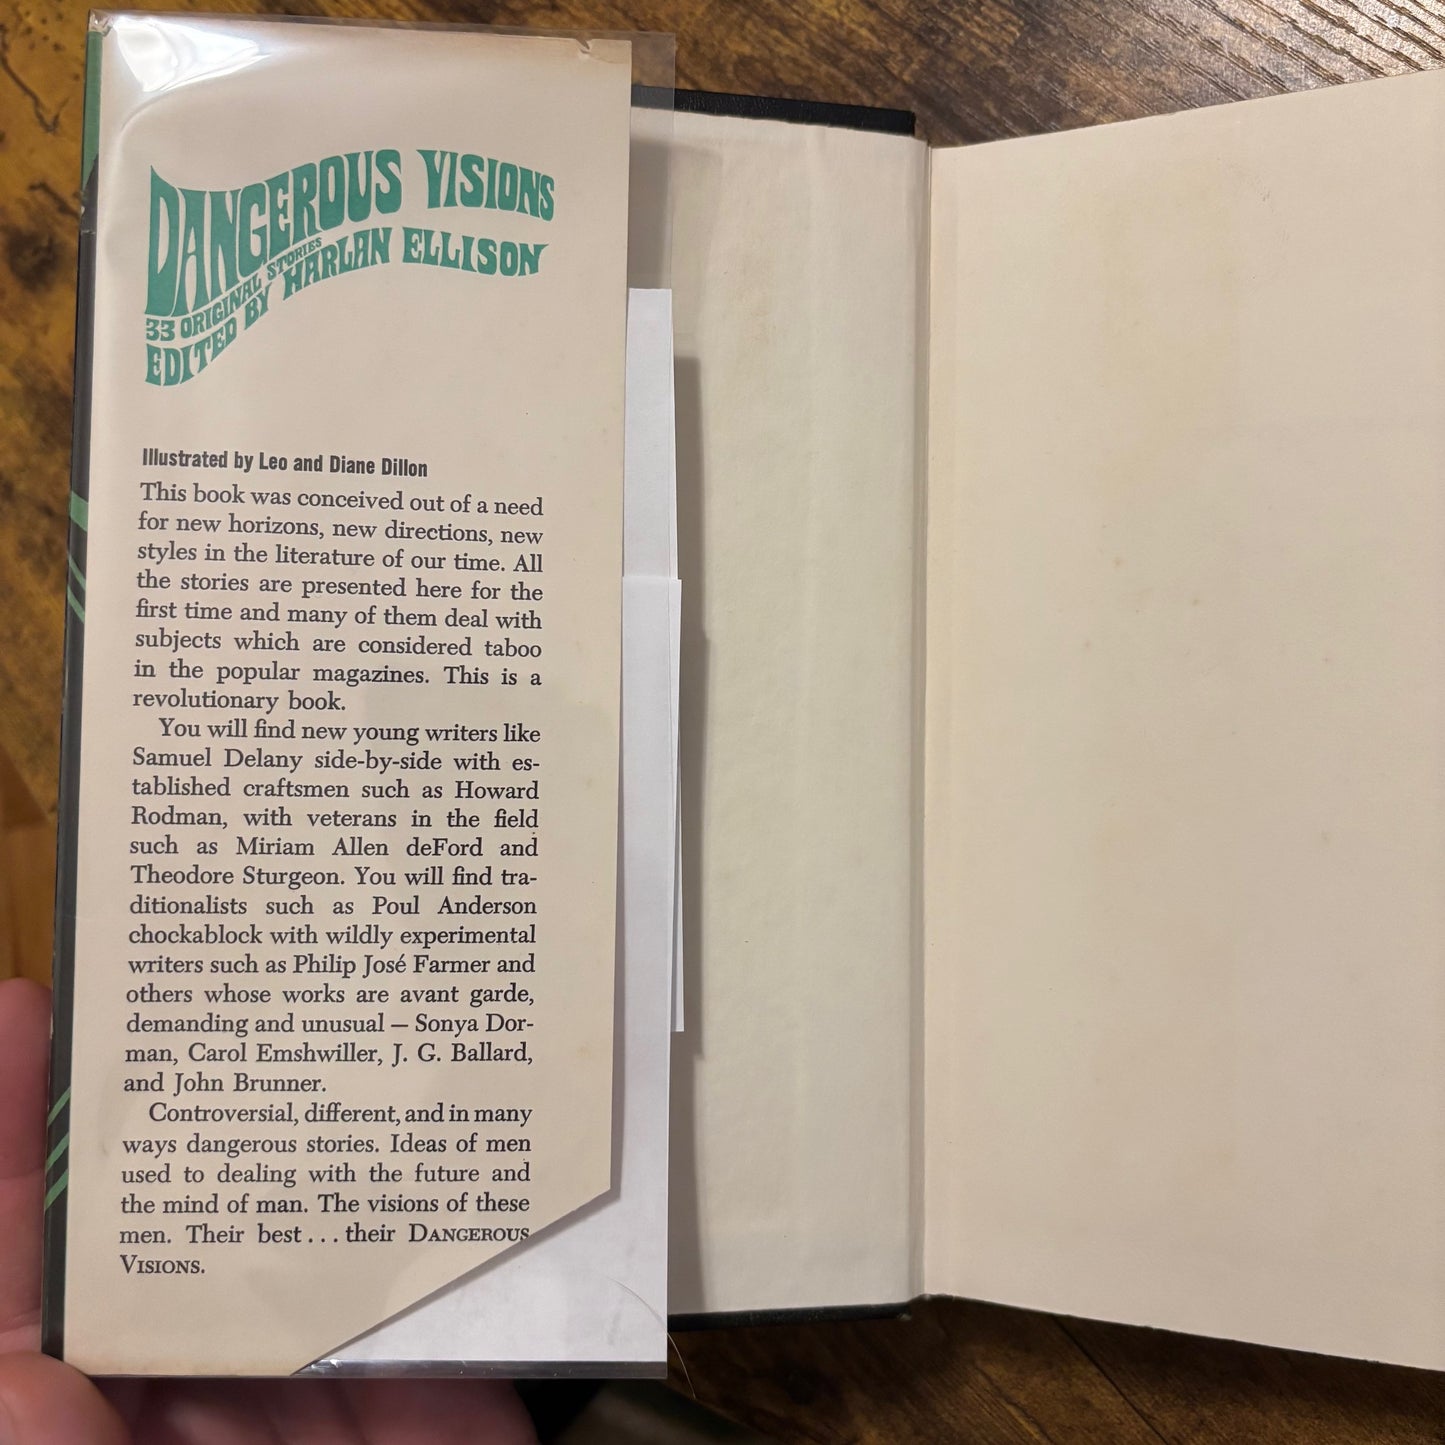 DANGEROUS VISIONS
33 ORIGINAL STORIES
EDITED BY HARLAN ELLISON
Illustrated by Leo and Diane Dillon
This book was conceived out of a need
for new horizons, new directions, new
styles in the literature of our time. All
the stories are presented here for the
first time and many of them deal with
subjects which are considered taboo
in the popular magazines. This is a
revolutionary book.
You will find new young writers like
Samuel Delany side-by-side with es-
tablished craftsmen such as Howard
Rodman, with veterans in the field
such as Miriam Allen deFord and
Theodore Sturgeon. You will find tra-
ditionalists such as Poul Anderson
chockablock with wildly experimental
writers such as Philip José Farmer and
others whose works are avant garde,
demanding and unusual — Sonya Dor-
man, Carol Emshwiller, J. G. Ballard,
and John Brunner.
Controversial, different, and in many
ways dangerous stories. Ideas of men
used to dealing with the future and
the mind of man. The visions of these
men. Their best . . . their DANGEROUS
VISIONS.